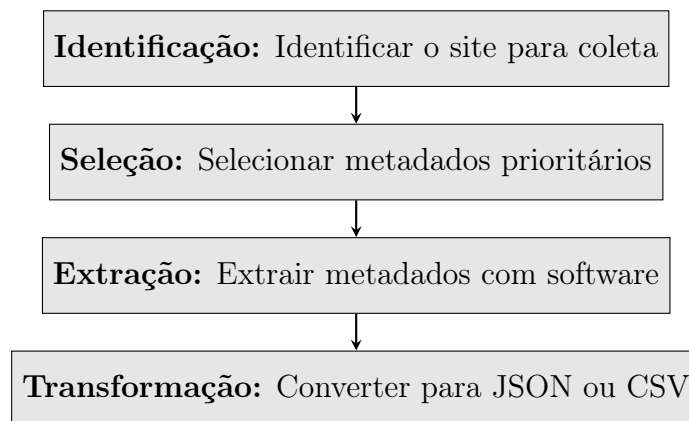 Identificação: Identificar o site para coleta
Seleção: Selecionar metadados prioritários
Extração: Extrair metadados com software
Transformação: Converter para JSON ou CSV